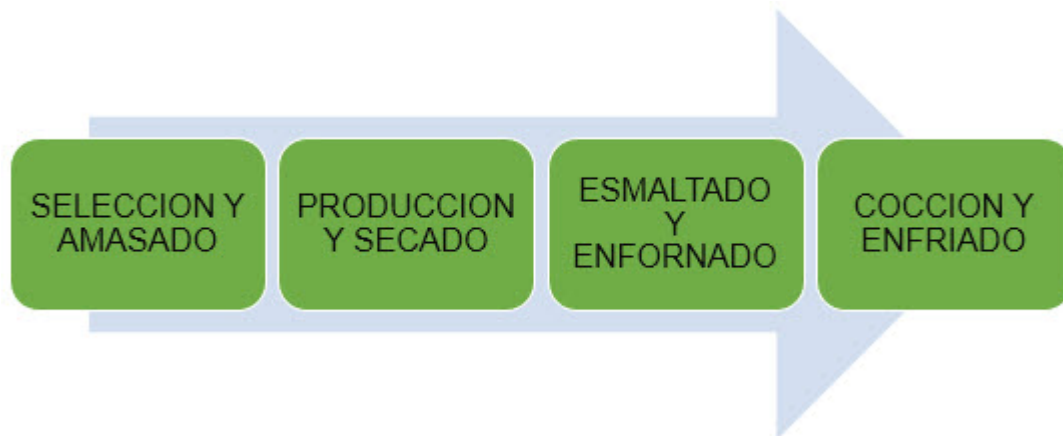 SELECCION Y
AMASADO
PRODUCCION
Y SECADO
ESMALTADO
Y
ENFORNADO
COCCION Y
ENFRIADO